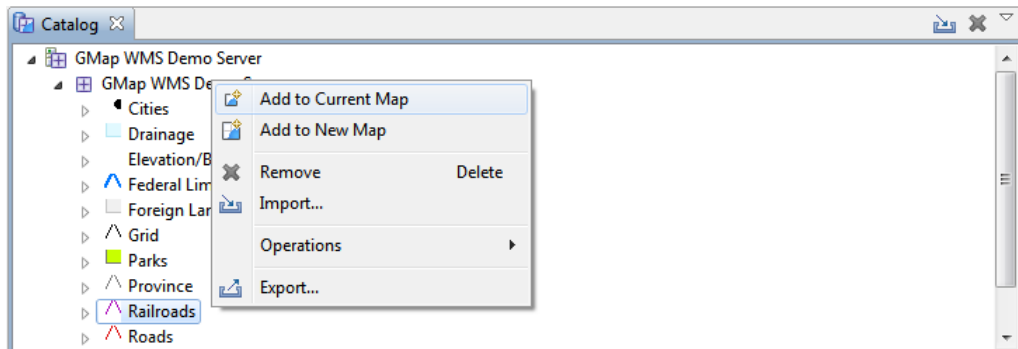 Catalog
GMap WMS Demo Server
GMap WMS De
Cities
Drainage
Elevation/B
Federal Lim
Foreign Lar
Grid
Parks
Province
Railroads
Roads
Add to Current Map
Add to New Map
Remove Delete
Import...
Operations
Export...